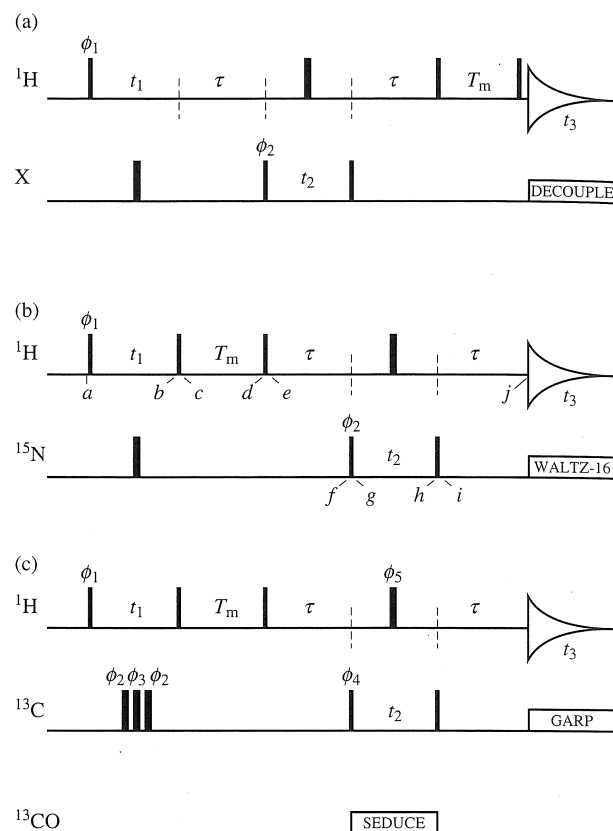 (a)
ϕ₁
¹H t₁ τ τ Tₘ t₃
ϕ₂
X t₂ DECOUPLE
(b)
ϕ₁
¹H t₁ Tₘ τ τ t₃
a b c d e j
ϕ₂
¹⁵N t₂ WALTZ-16
f g h i
(c)
ϕ₁ ϕ₅
¹H t₁ Tₘ τ τ t₃
ϕ₂ ϕ₃ ϕ₂ ϕ₄
¹³C t₂ GARP
¹³CO SEDUCE